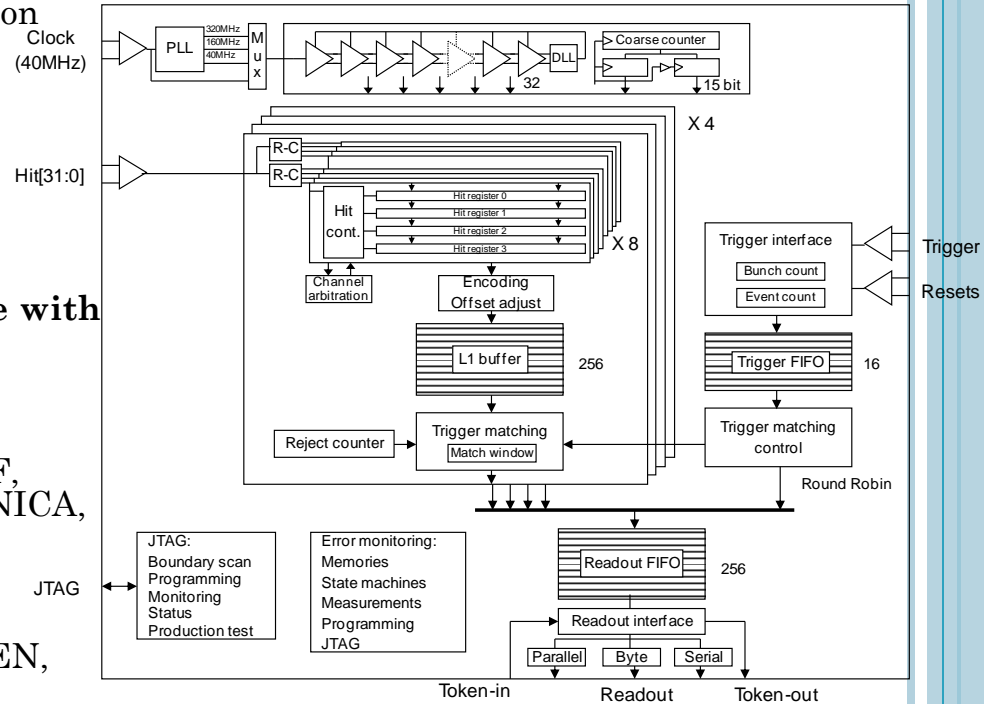 on
e with
F,
NICA,
EN,
Clock
(40MHz)
PLL
320MHz
160MHz
40MHz
Mux
DLL
32
Coarse counter
15 bit
X 4
Hit[31:0]
R-C
R-C
Hit
cont.
Hit register 0
Hit register 1
Hit register 2
Hit register 3
X 8
Channel
arbitration
Encoding
Offset adjust
L1 buffer
256
Reject counter
Trigger matching
Match window
Trigger interface
Bunch count
Event count
Trigger
Resets
Trigger FIFO
16
Trigger matching
control
Round Robin
JTAG
JTAG:
Boundary scan
Programming
Monitoring
Status
Production test
Error monitoring:
Memories
State machines
Measurements
Programming
JTAG
Readout FIFO
256
Readout interface
Parallel
Byte
Serial
Token-in
Readout
Token-out